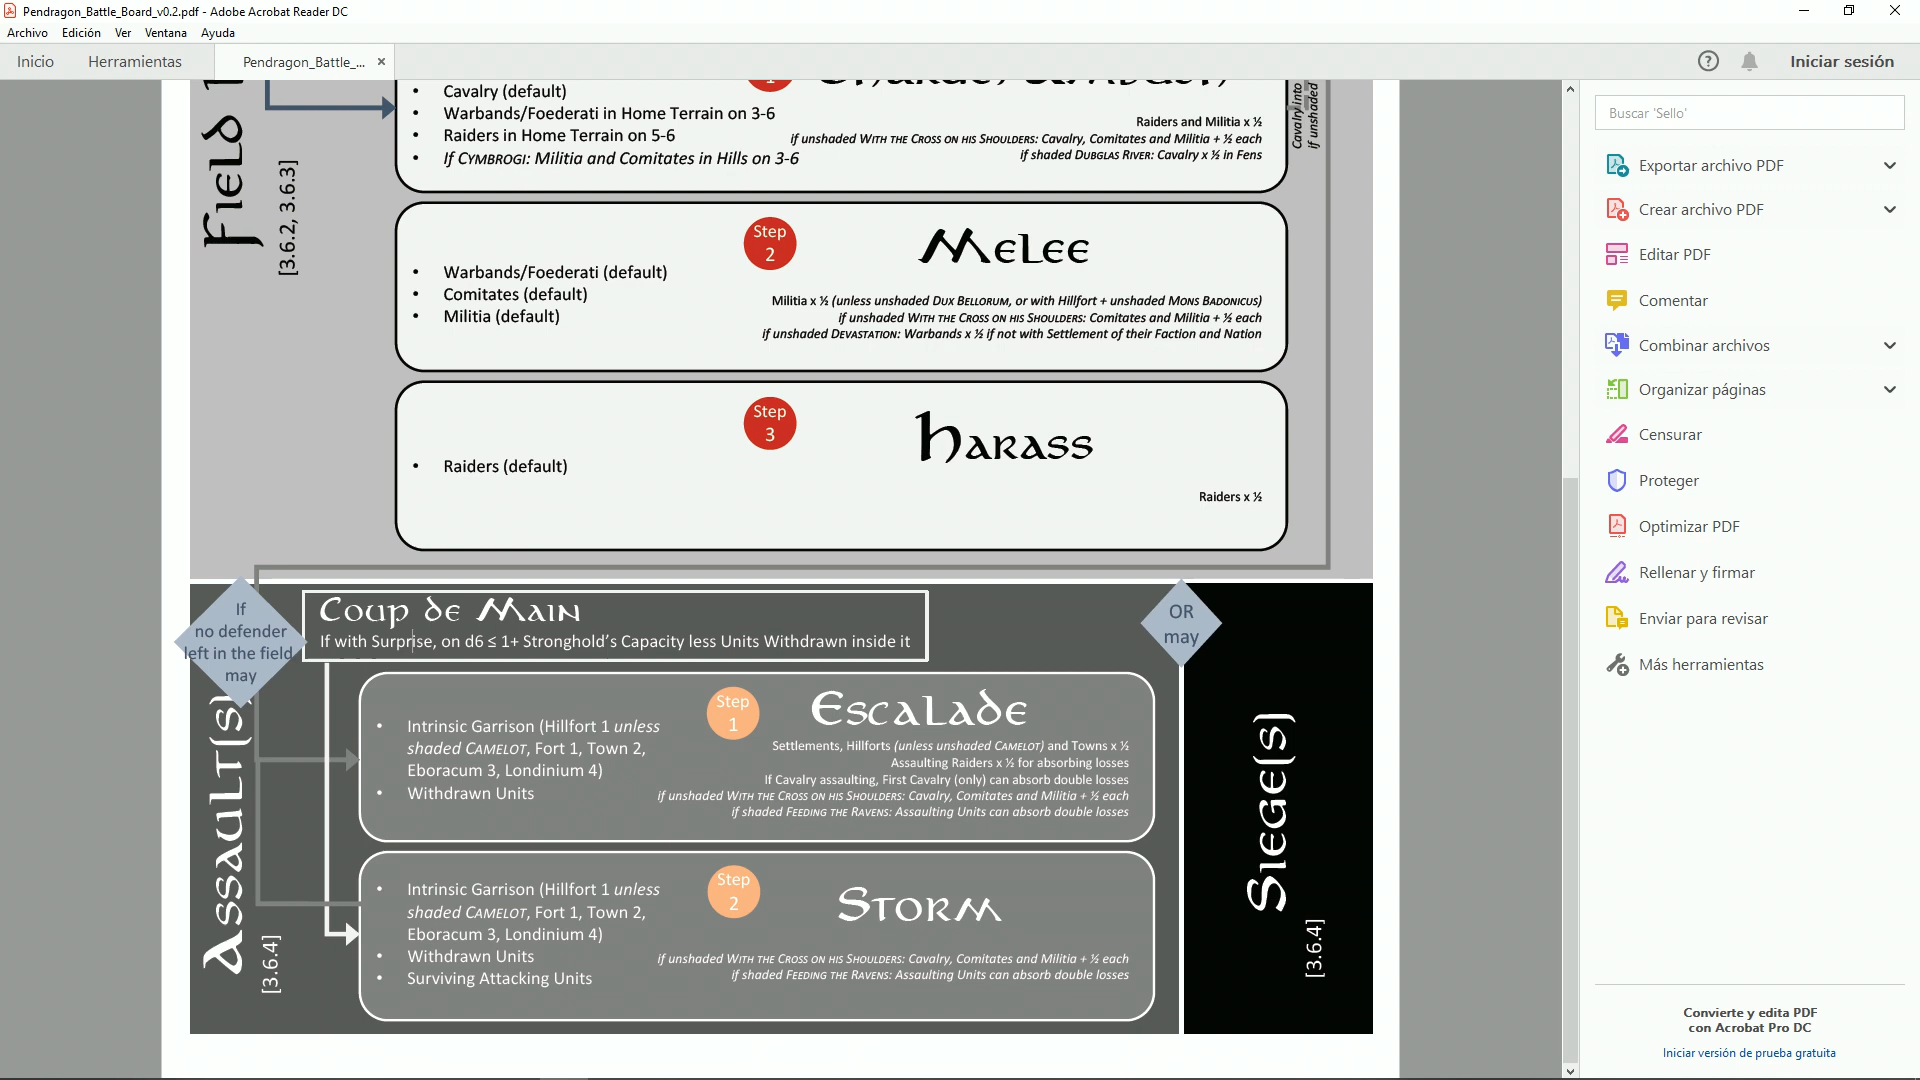 Pendragon_Battle_Board_v0.2.pdf - Adobe Acrobat Reader DC
Archivo Edición Ver Ventana Ayuda
Inicio Herramientas Pendragon_Battle_... × Iniciar sesión
Field
[3.6.2, 3.6.3]
1
• Cavalry (default)
• Warbands/Foederati in Home Terrain on 3-6
• Raiders in Home Terrain on 5-6
• If CYMBROGI: Militia and Comitates in Hills on 3-6
Raiders and Militia x ½
if unshaded WITH THE CROSS ON HIS SHOULDERS: Cavalry, Comitates and Militia + ½ each
if shaded DUBGLAS RIVER: Cavalry x ½ in Fens
Cavalry into
if unshaded
Step
2
Melee
• Warbands/Foederati (default)
• Comitates (default)
• Militia (default)
Militia x ½ (unless unshaded DUX BELLORUM, or with Hillfort + unshaded MONS BADONICUS)
if unshaded WITH THE CROSS ON HIS SHOULDERS: Comitates and Militia + ½ each
if unshaded DEVASTATION: Warbands x ½ if not with Settlement of their Faction and Nation
Step
3
Harass
• Raiders (default)
Raiders x ½
If
no defender
left in the field
may
Coup de Main
If with Surprise, on d6 ≤ 1+ Stronghold’s Capacity less Units Withdrawn inside it
OR
may
Assault(s)
[3.6.4]
Step
1
Escalade
• Intrinsic Garrison (Hillfort 1 unless
shaded CAMELOT, Fort 1, Town 2,
Eboracum 3, Londinium 4)
• Withdrawn Units
Settlements, Hillforts (unless unshaded CAMELOT) and Towns x ½
Assaulting Raiders x ½ for absorbing losses
If Cavalry assaulting, First Cavalry (only) can absorb double losses
if unshaded WITH THE CROSS ON HIS SHOULDERS: Cavalry, Comitates and Militia + ½ each
if shaded FEEDING THE RAVENS: Assaulting Units can absorb double losses
Step
2
Storm
• Intrinsic Garrison (Hillfort 1 unless
shaded CAMELOT, Fort 1, Town 2,
Eboracum 3, Londinium 4)
• Withdrawn Units
• Surviving Attacking Units
if unshaded WITH THE CROSS ON HIS SHOULDERS: Cavalry, Comitates and Militia + ½ each
if shaded FEEDING THE RAVENS: Assaulting Units can absorb double losses
Siege(s)
[3.6.4]
Buscar 'Sello'
Exportar archivo PDF
Crear archivo PDF
Editar PDF
Comentar
Combinar archivos
Organizar páginas
Censurar
Proteger
Optimizar PDF
Rellenar y firmar
Enviar para revisar
Más herramientas
Convierte y edita PDF
con Acrobat Pro DC
Iniciar versión de prueba gratuita